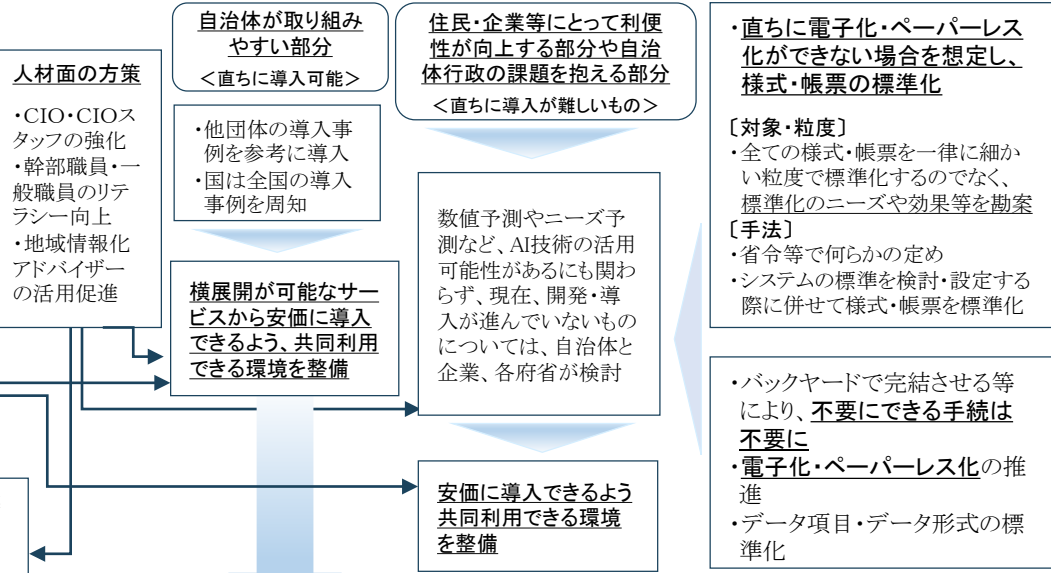 人材面の方策
・CIO・CIOス
タッフの強化
・幹部職員・一
般職員のリテ
ラシー向上
・地域情報化
アドバイザー
の活用促進
自治体が取り組み
やすい部分
＜直ちに導入可能＞
・他団体の導入事
例を参考に導入
・国は全国の導入
事例を周知
横展開が可能なサー
ビスから安価に導入
できるよう、共同利用
できる環境を整備
住民・企業等にとって利便
性が向上する部分や自治
体行政の課題を抱える部分
＜直ちに導入が難しいもの＞
数値予測やニーズ予
測など、AI技術の活用
可能性があるにも関わ
らず、現在、開発・導
入が進んでいないもの
については、自治体と
企業、各府省が検討
安価に導入できるよう
共同利用できる環境
を整備
・直ちに電子化・ペーパーレス
化ができない場合を想定し、
様式・帳票の標準化
〔対象・粒度〕
・全ての様式・帳票を一律に細か
い粒度で標準化するのでなく、
標準化のニーズや効果等を勘案
〔手法〕
・省令等で何らかの定め
・システムの標準を検討・設定する
際に併せて様式・帳票を標準化
・バックヤードで完結させる等
により、不要にできる手続は
不要に
・電子化・ペーパーレス化の推
進
・データ項目・データ形式の標
準化